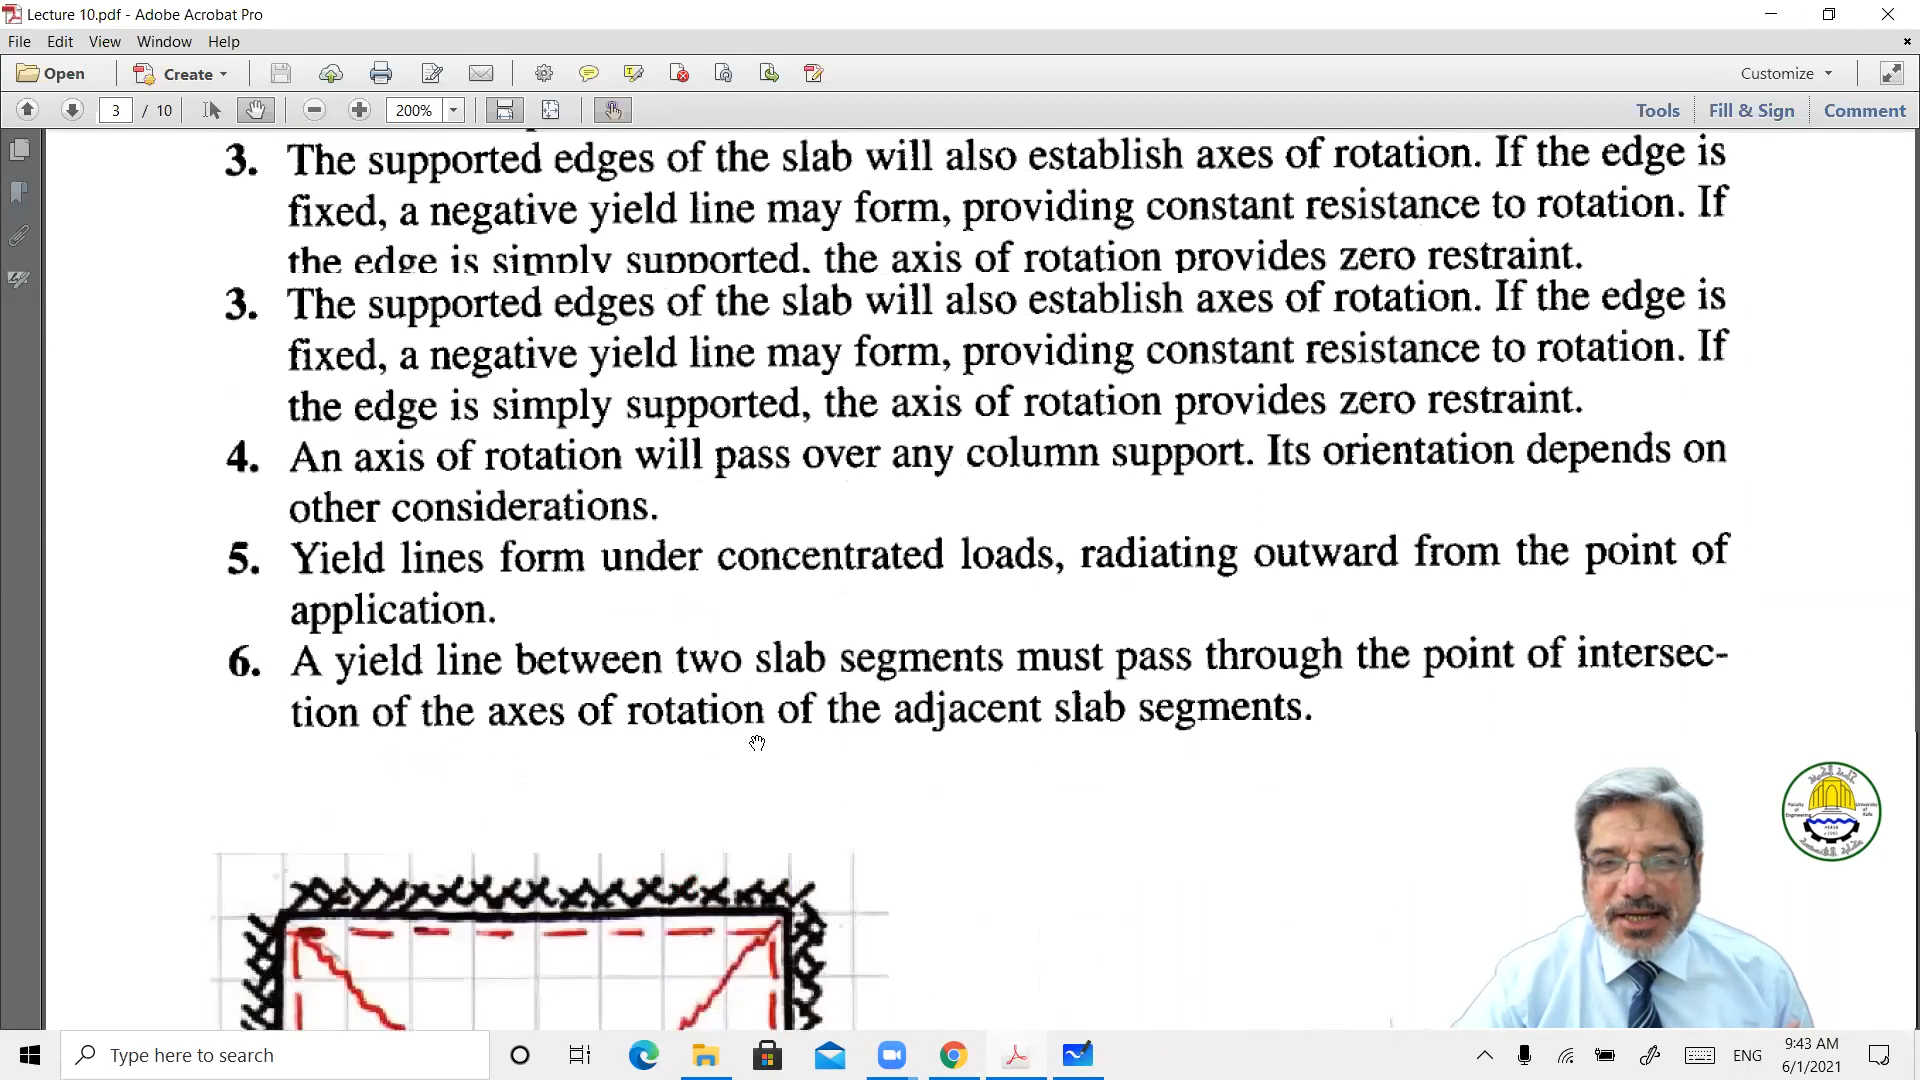 Lecture 10.pdf - Adobe Acrobat Pro
File Edit View Window Help
Open Create Customize
3 / 10 200% Tools Fill & Sign Comment
3. The supported edges of the slab will also establish axes of rotation. If the edge is
fixed, a negative yield line may form, providing constant resistance to rotation. If
the edge is simply supported, the axis of rotation provides zero restraint.
3. The supported edges of the slab will also establish axes of rotation. If the edge is
fixed, a negative yield line may form, providing constant resistance to rotation. If
the edge is simply supported, the axis of rotation provides zero restraint.
4. An axis of rotation will pass over any column support. Its orientation depends on
other considerations.
5. Yield lines form under concentrated loads, radiating outward from the point of
application.
6. A yield line between two slab segments must pass through the point of intersec-
tion of the axes of rotation of the adjacent slab segments.
Faculty of Engineering
University of Kufa
Type here to search
ENG
9:43 AM
6/1/2021